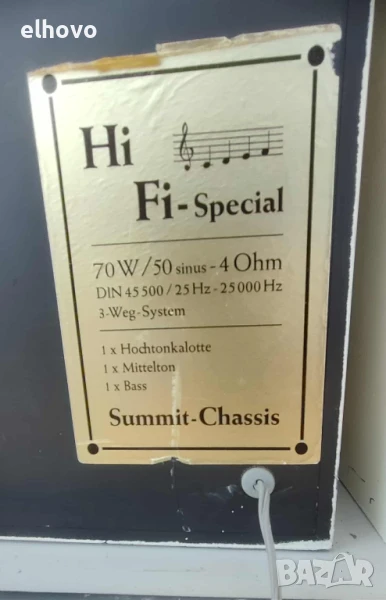 elhovo
Hi
Fi-Special
70 W/50 sinus - 4 Ohm
DIN 45 500 / 25 Hz - 25 000 Hz
3-Weg-System
1 x Hochtonkalotte
1 x Mittelton
1 x Bass
Summit-Chassis
BAZAR